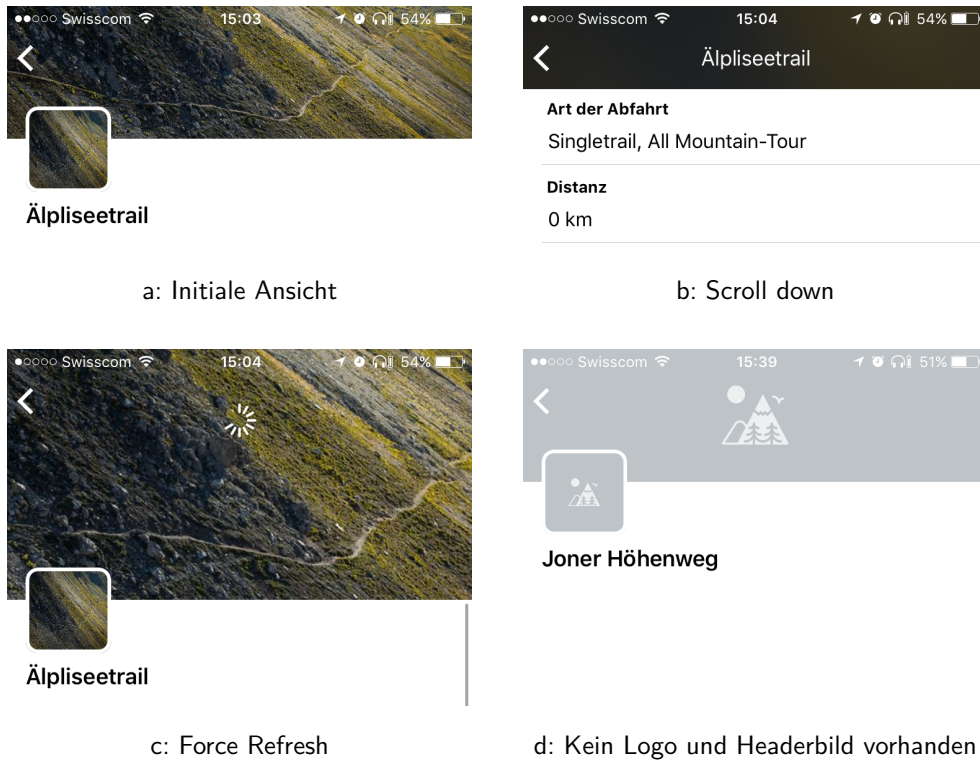 Swisscom 15:03 54%
Älpliseetrail
a: Initiale Ansicht
Swisscom 15:04 54%
Älpliseetrail
Art der Abfahrt
Singletrail, All Mountain-Tour
Distanz
0 km
b: Scroll down
Swisscom 15:04 54%
Älpliseetrail
c: Force Refresh
Swisscom 15:39 51%
Joner Höhenweg
d: Kein Logo und Headerbild vorhanden